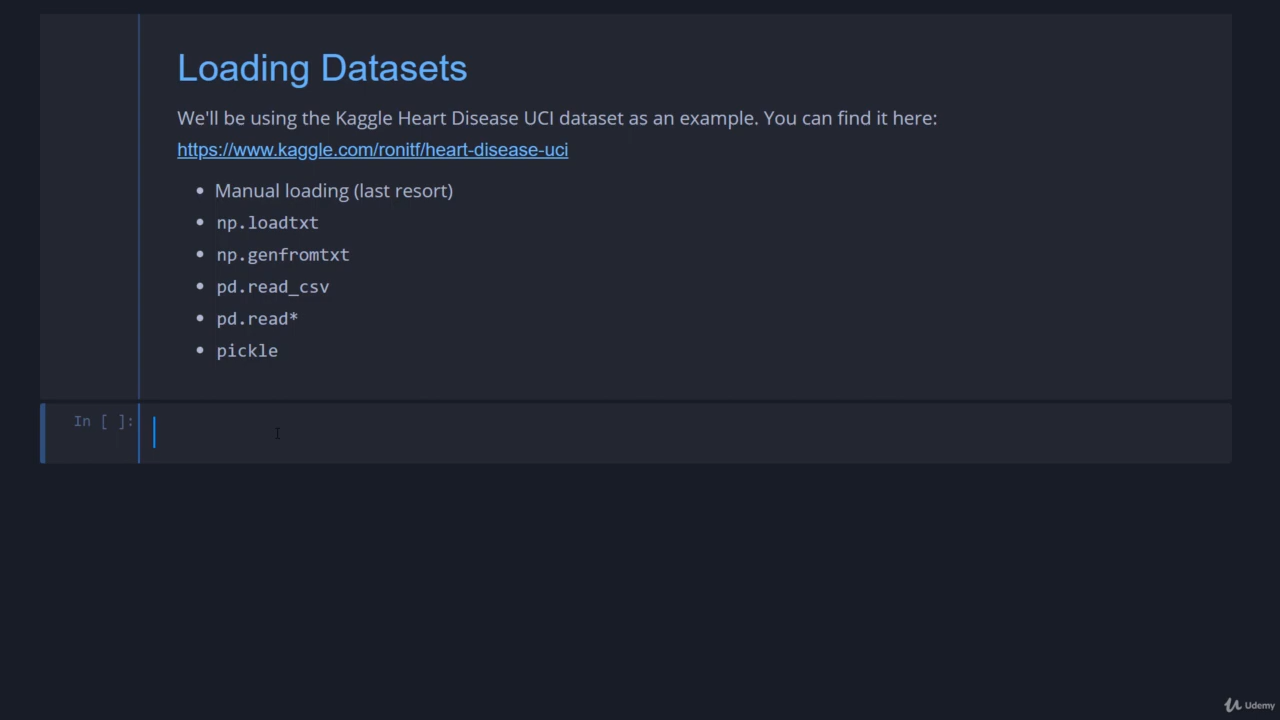 Loading Datasets
We'll be using the Kaggle Heart Disease UCI dataset as an example. You can find it here:
https://www.kaggle.com/ronitf/heart-disease-uci
• Manual loading (last resort)
• np.loadtxt
• np.genfromtxt
• pd.read_csv
• pd.read*
• pickle
In [ ]:
Udemy